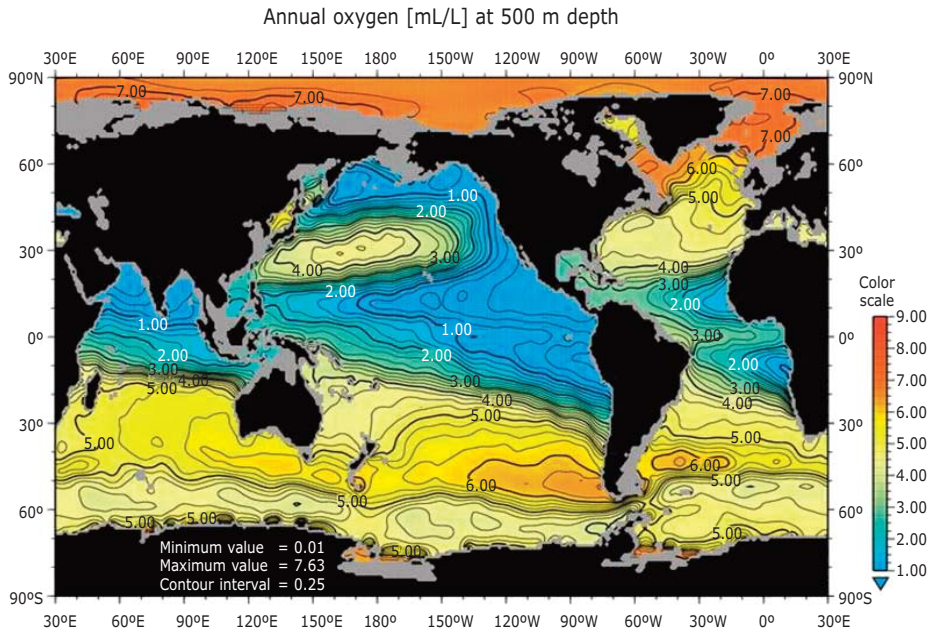 Annual oxygen [mL/L] at 500 m depth
30ºE 60ºE 90ºE 120ºE 150ºE 180º 150ºW 120ºW 90ºW 60ºW 30ºW 0º 30ºE
90ºN
7.00 7.00 7.00
7.00
60º
6.00
1.00
5.00
2.00
30º
3.00
4.00 4.00
3.00
2.00 2.00
1.00 1.00 3.00
0º
2.00 2.00 2.00
3.00 3.00 3.00
4.00 4.00 4.00
5.00
5.00
30º
5.00 5.00
6.00 6.00
5.00 5.00
60º
5.00 5.00 5.00 5.00
5.00
Minimum value = 0.01
Maximum value = 7.63
Contour interval = 0.25
90ºS
30ºE 60ºE 90ºE 120ºE 150ºE 180º 150ºW 120ºW 90ºW 60ºW 30ºW 0º 30ºE
Color
scale
9.00
8.00
7.00
6.00
5.00
4.00
3.00
2.00
1.00